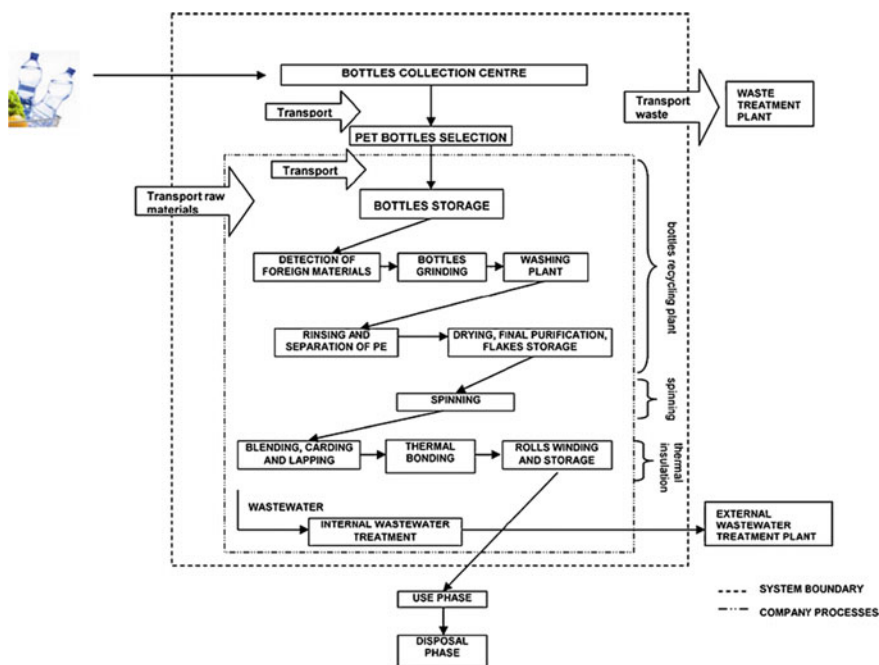 BOTTLES COLLECTION CENTRE
Transport
waste
WASTE
TREATMENT
PLANT
Transport
PET BOTTLES SELECTION
Transport
Transport raw
materials
BOTTLES STORAGE
bottles recycling plant
DETECTION OF
FOREIGN MATERIALS
BOTTLES
GRINDING
WASHING
PLANT
RINSING AND
SEPARATION OF PE
DRYING, FINAL PURIFICATION,
FLAKES STORAGE
SPINNING
spinning
BLENDING, CARDING
AND LAPPING
THERMAL
BONDING
ROLLS WINDING
AND STORAGE
thermal
insulation
WASTEWATER
INTERNAL WASTEWATER
TREATMENT
EXTERNAL
WASTEWATER
TREATMENT PLANT
USE PHASE
DISPOSAL
PHASE
SYSTEM BOUNDARY
COMPANY PROCESSES